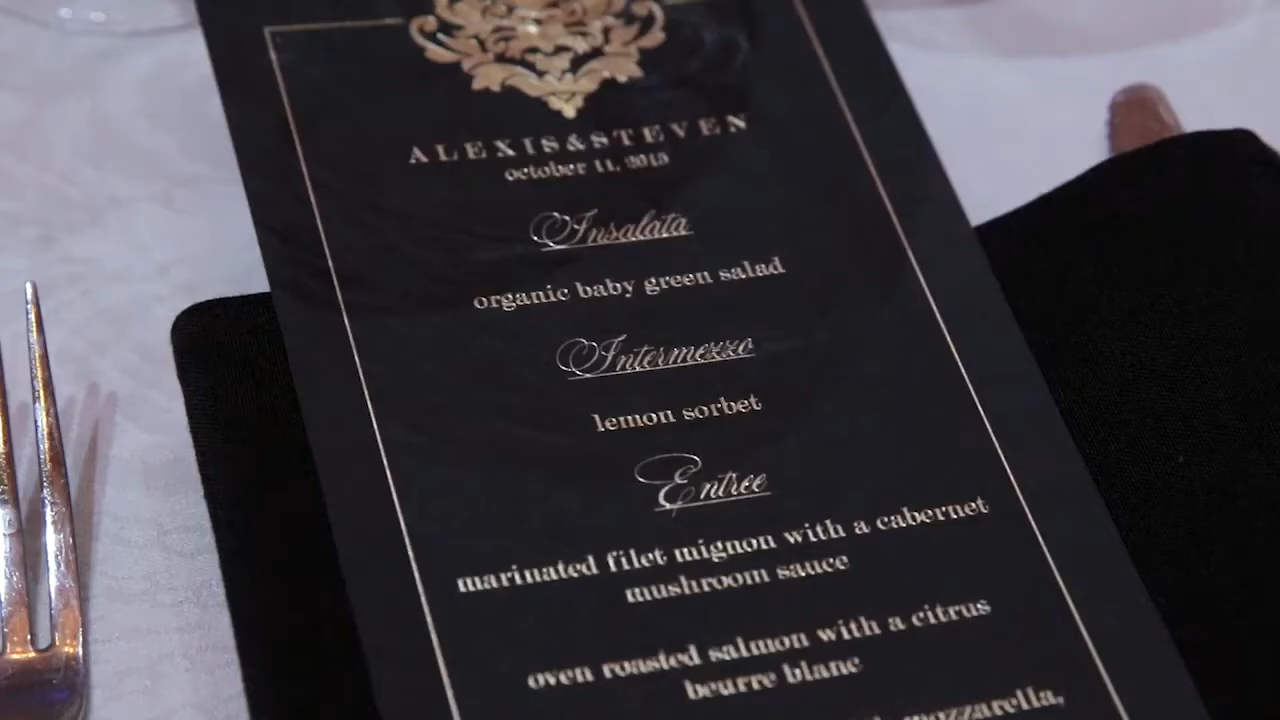 ALEXIS&STEVEN
october 11, 2015
Insalata
organic baby green salad
Intermezzo
lemon sorbet
Entree
marinated filet mignon with a cabernet
mushroom sauce
oven roasted salmon with a citrus
beurre blanc
mozzarella,